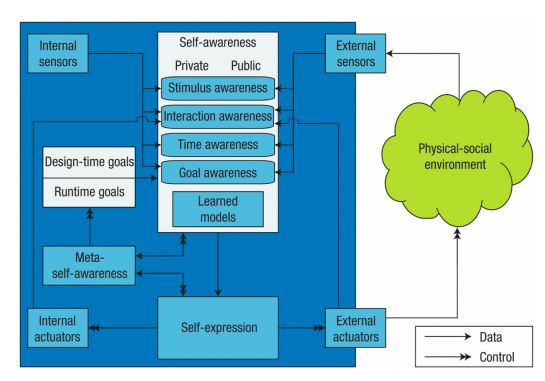 Internal
sensors
Self-awareness
Private Public
External
sensors
Stimulus awareness
Interaction awareness
Time awareness
Goal awareness
Learned
models
Design-time goals
Runtime goals
Meta-
self-awareness
Internal
actuators
Self-expression
External
actuators
Physical-social
environment
Data
Control